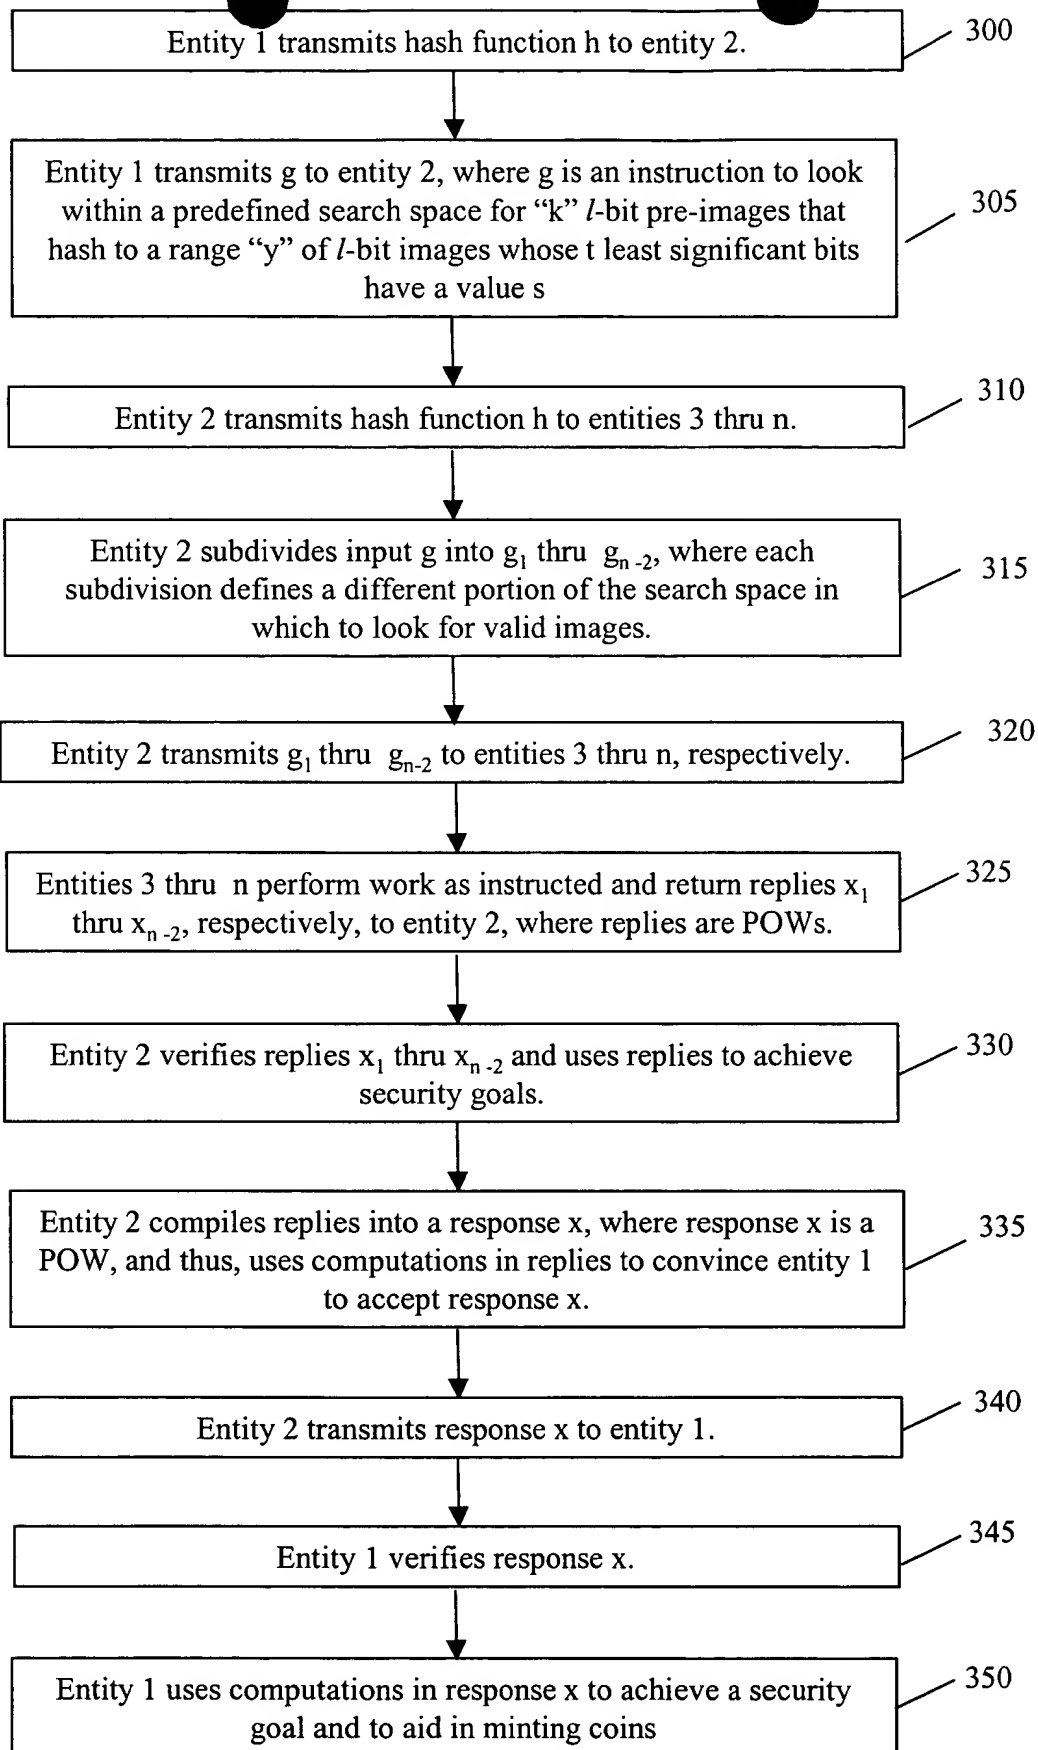 Entity 1 transmits hash function h to entity 2.
300
Entity 1 transmits g to entity 2, where g is an instruction to look
within a predefined search space for “k” l-bit pre-images that
hash to a range “y” of l-bit images whose t least significant bits
have a value s
305
Entity 2 transmits hash function h to entities 3 thru n.
310
Entity 2 subdivides input g into g1 thru gn-2, where each
subdivision defines a different portion of the search space in
which to look for valid images.
315
Entity 2 transmits g1 thru gn-2 to entities 3 thru n, respectively.
320
Entities 3 thru n perform work as instructed and return replies x1
thru xn-2, respectively, to entity 2, where replies are POWs.
325
Entity 2 verifies replies x1 thru xn-2 and uses replies to achieve
security goals.
330
Entity 2 compiles replies into a response x, where response x is a
POW, and thus, uses computations in replies to convince entity 1
to accept response x.
335
Entity 2 transmits response x to entity 1.
340
Entity 1 verifies response x.
345
Entity 1 uses computations in response x to achieve a security
goal and to aid in minting coins
350